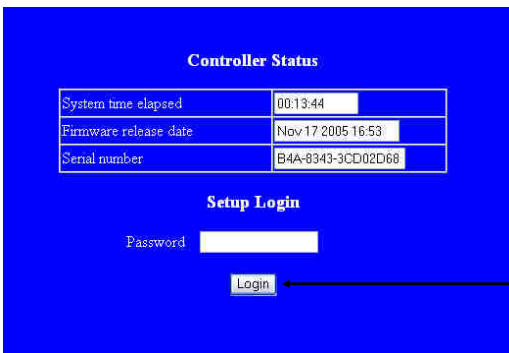 Controller Status
System time elapsed 00:13:44
Firmware release date Nov 17 2005 16:53
Serial number B4A-8343-3CD02D68
Setup Login
Password
Login